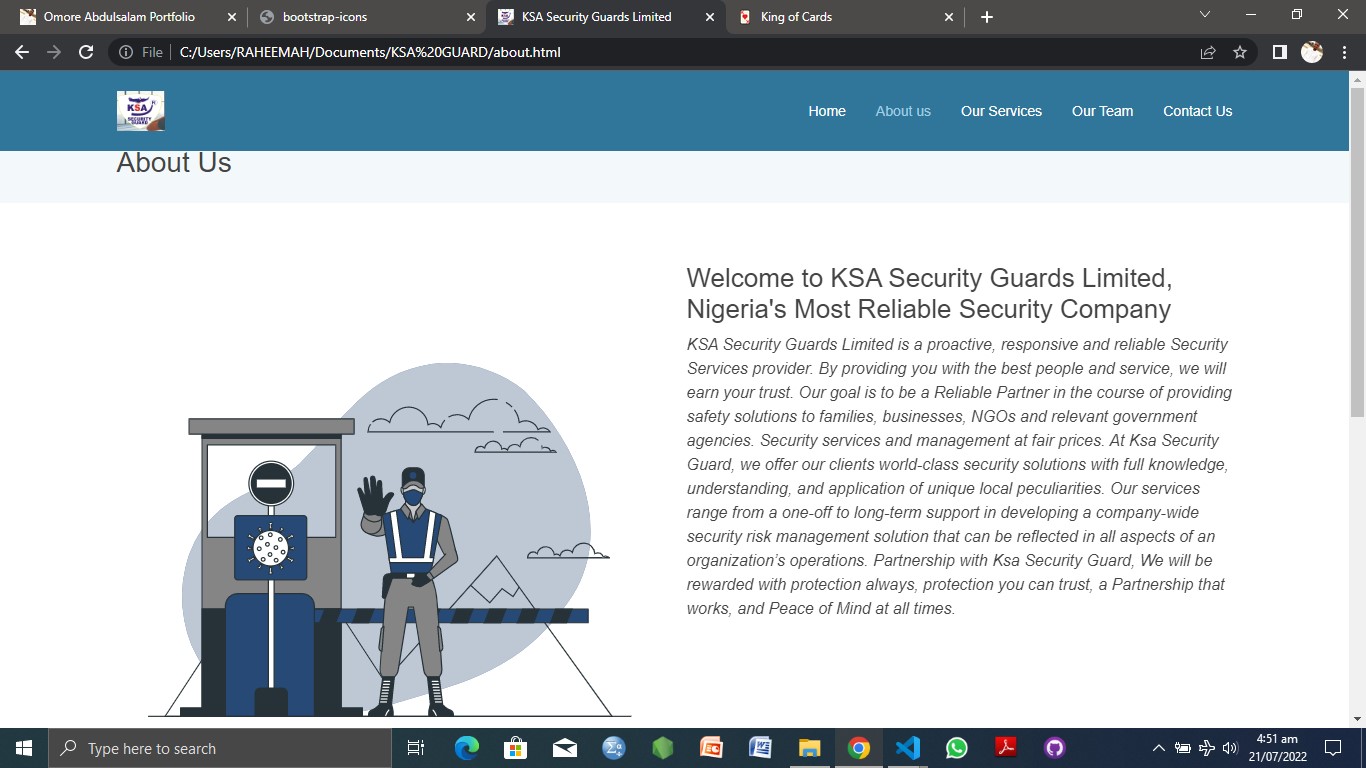 Omore Abdulsalam Portfolio
bootstrap-icons
KSA Security Guards Limited
King of Cards
File
C:/Users/RAHEEMAH/Documents/KSA%20GUARD/about.html
KSA
SECURITY
GUARD
Home
About us
Our Services
Our Team
Contact Us
About Us
Welcome to KSA Security Guards Limited,
Nigeria's Most Reliable Security Company
KSA Security Guards Limited is a proactive, responsive and reliable Security
Services provider. By providing you with the best people and service, we will
earn your trust. Our goal is to be a Reliable Partner in the course of providing
safety solutions to families, businesses, NGOs and relevant government
agencies. Security services and management at fair prices. At Ksa Security
Guard, we offer our clients world-class security solutions with full knowledge,
understanding, and application of unique local peculiarities. Our services
range from a one-off to long-term support in developing a company-wide
security risk management solution that can be reflected in all aspects of an
organization's operations. Partnership with Ksa Security Guard, We will be
rewarded with protection always, protection you can trust, a Partnership that
works, and Peace of Mind at all times.
Type here to search
4:51 am
21/07/2022